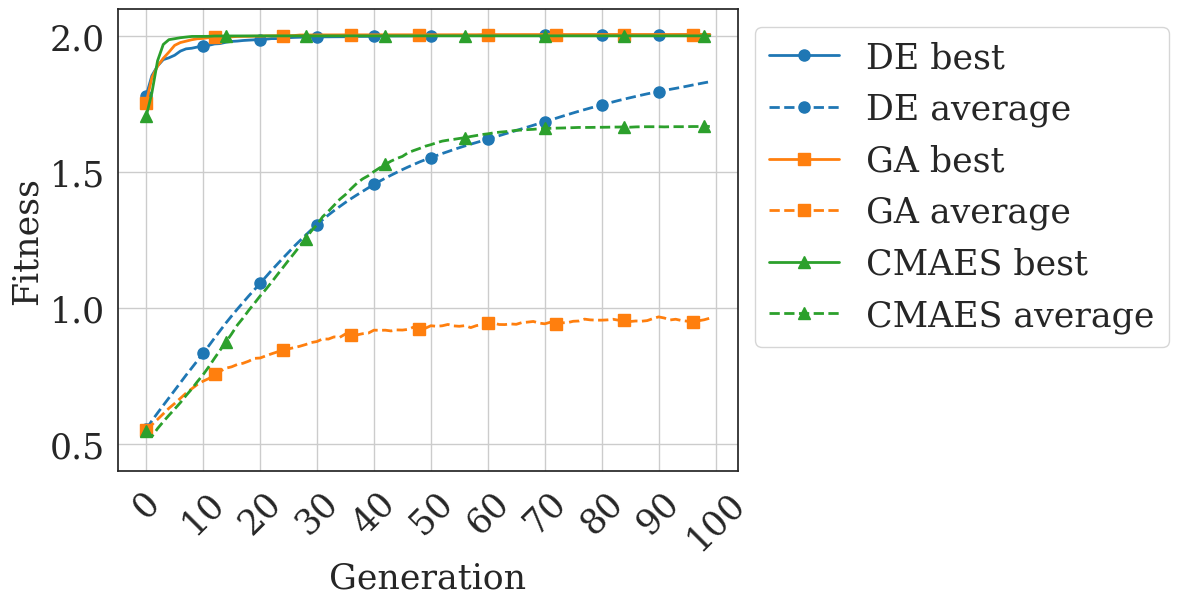 2.0
1.5
1.0
0.5
Fitness
0
10
20
30
40
50
60
70
80
90
100
Generation
DE best
DE average
GA best
GA average
CMAES best
CMAES average